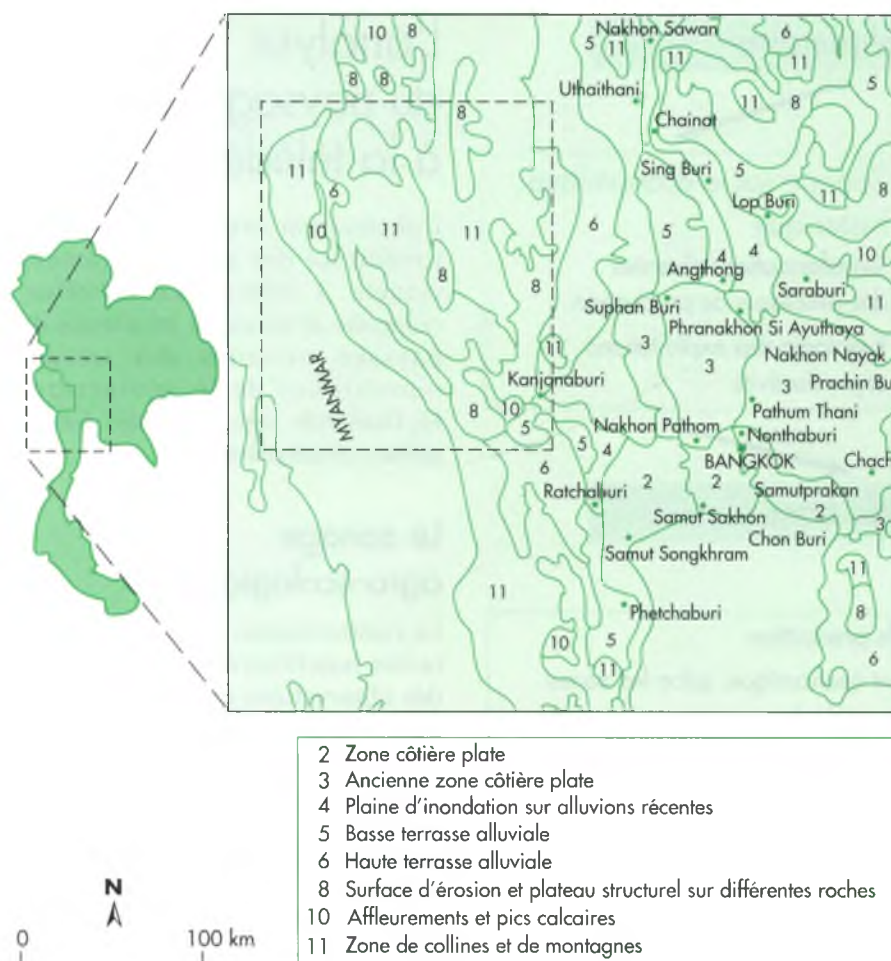 10 8 Nakhon Sawan 6
5 11 11 11
8 8 5
Uthaithani 11 8
8
Chainat
11 Sing Buri 5
6 8
Lop Buri 11
6
10 11 11 5 4 4 10
Angthong
8 8 Saraburi
Suphan Buri
Phranakhon Si Ayuthaya
11 3
MYANMAR Nakhon Nayok
Kanjanaburi 3 3 Prachin Bu
8 10 Pathum Thani
5 5 Nakhon Pathom Nonthaburi
4 BANGKOK
6 2 2 Chach
Ratchaburi Samutprakan
2
Samut Sakhon 3
Chon Buri
Samut Songkhram
11 11
Phetchaburi 8
10 5
6
11
2 Zone côtière plate
3 Ancienne zone côtière plate
4 Plaine d'inondation sur alluvions récentes
5 Basse terrasse alluviale
6 Haute terrasse alluviale
8 Surface d'érosion et plateau structurel sur différentes roches
10 Affleurements et pics calcaires
11 Zone de collines et de montagnes
N
0 100 km